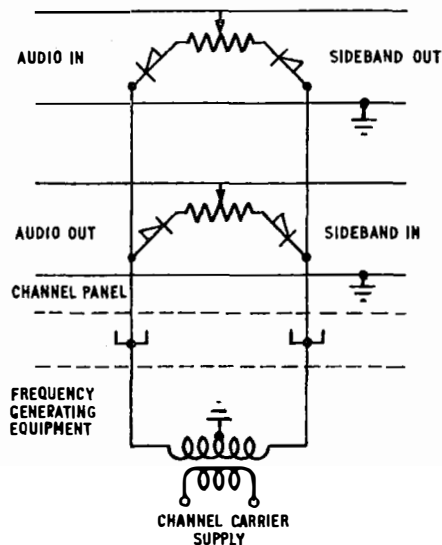 AUDIO IN
SIDEBAND OUT
AUDIO OUT
SIDEBAND IN
CHANNEL PANEL
FREQUENCY
GENERATING
EQUIPMENT
CHANNEL CARRIER
SUPPLY